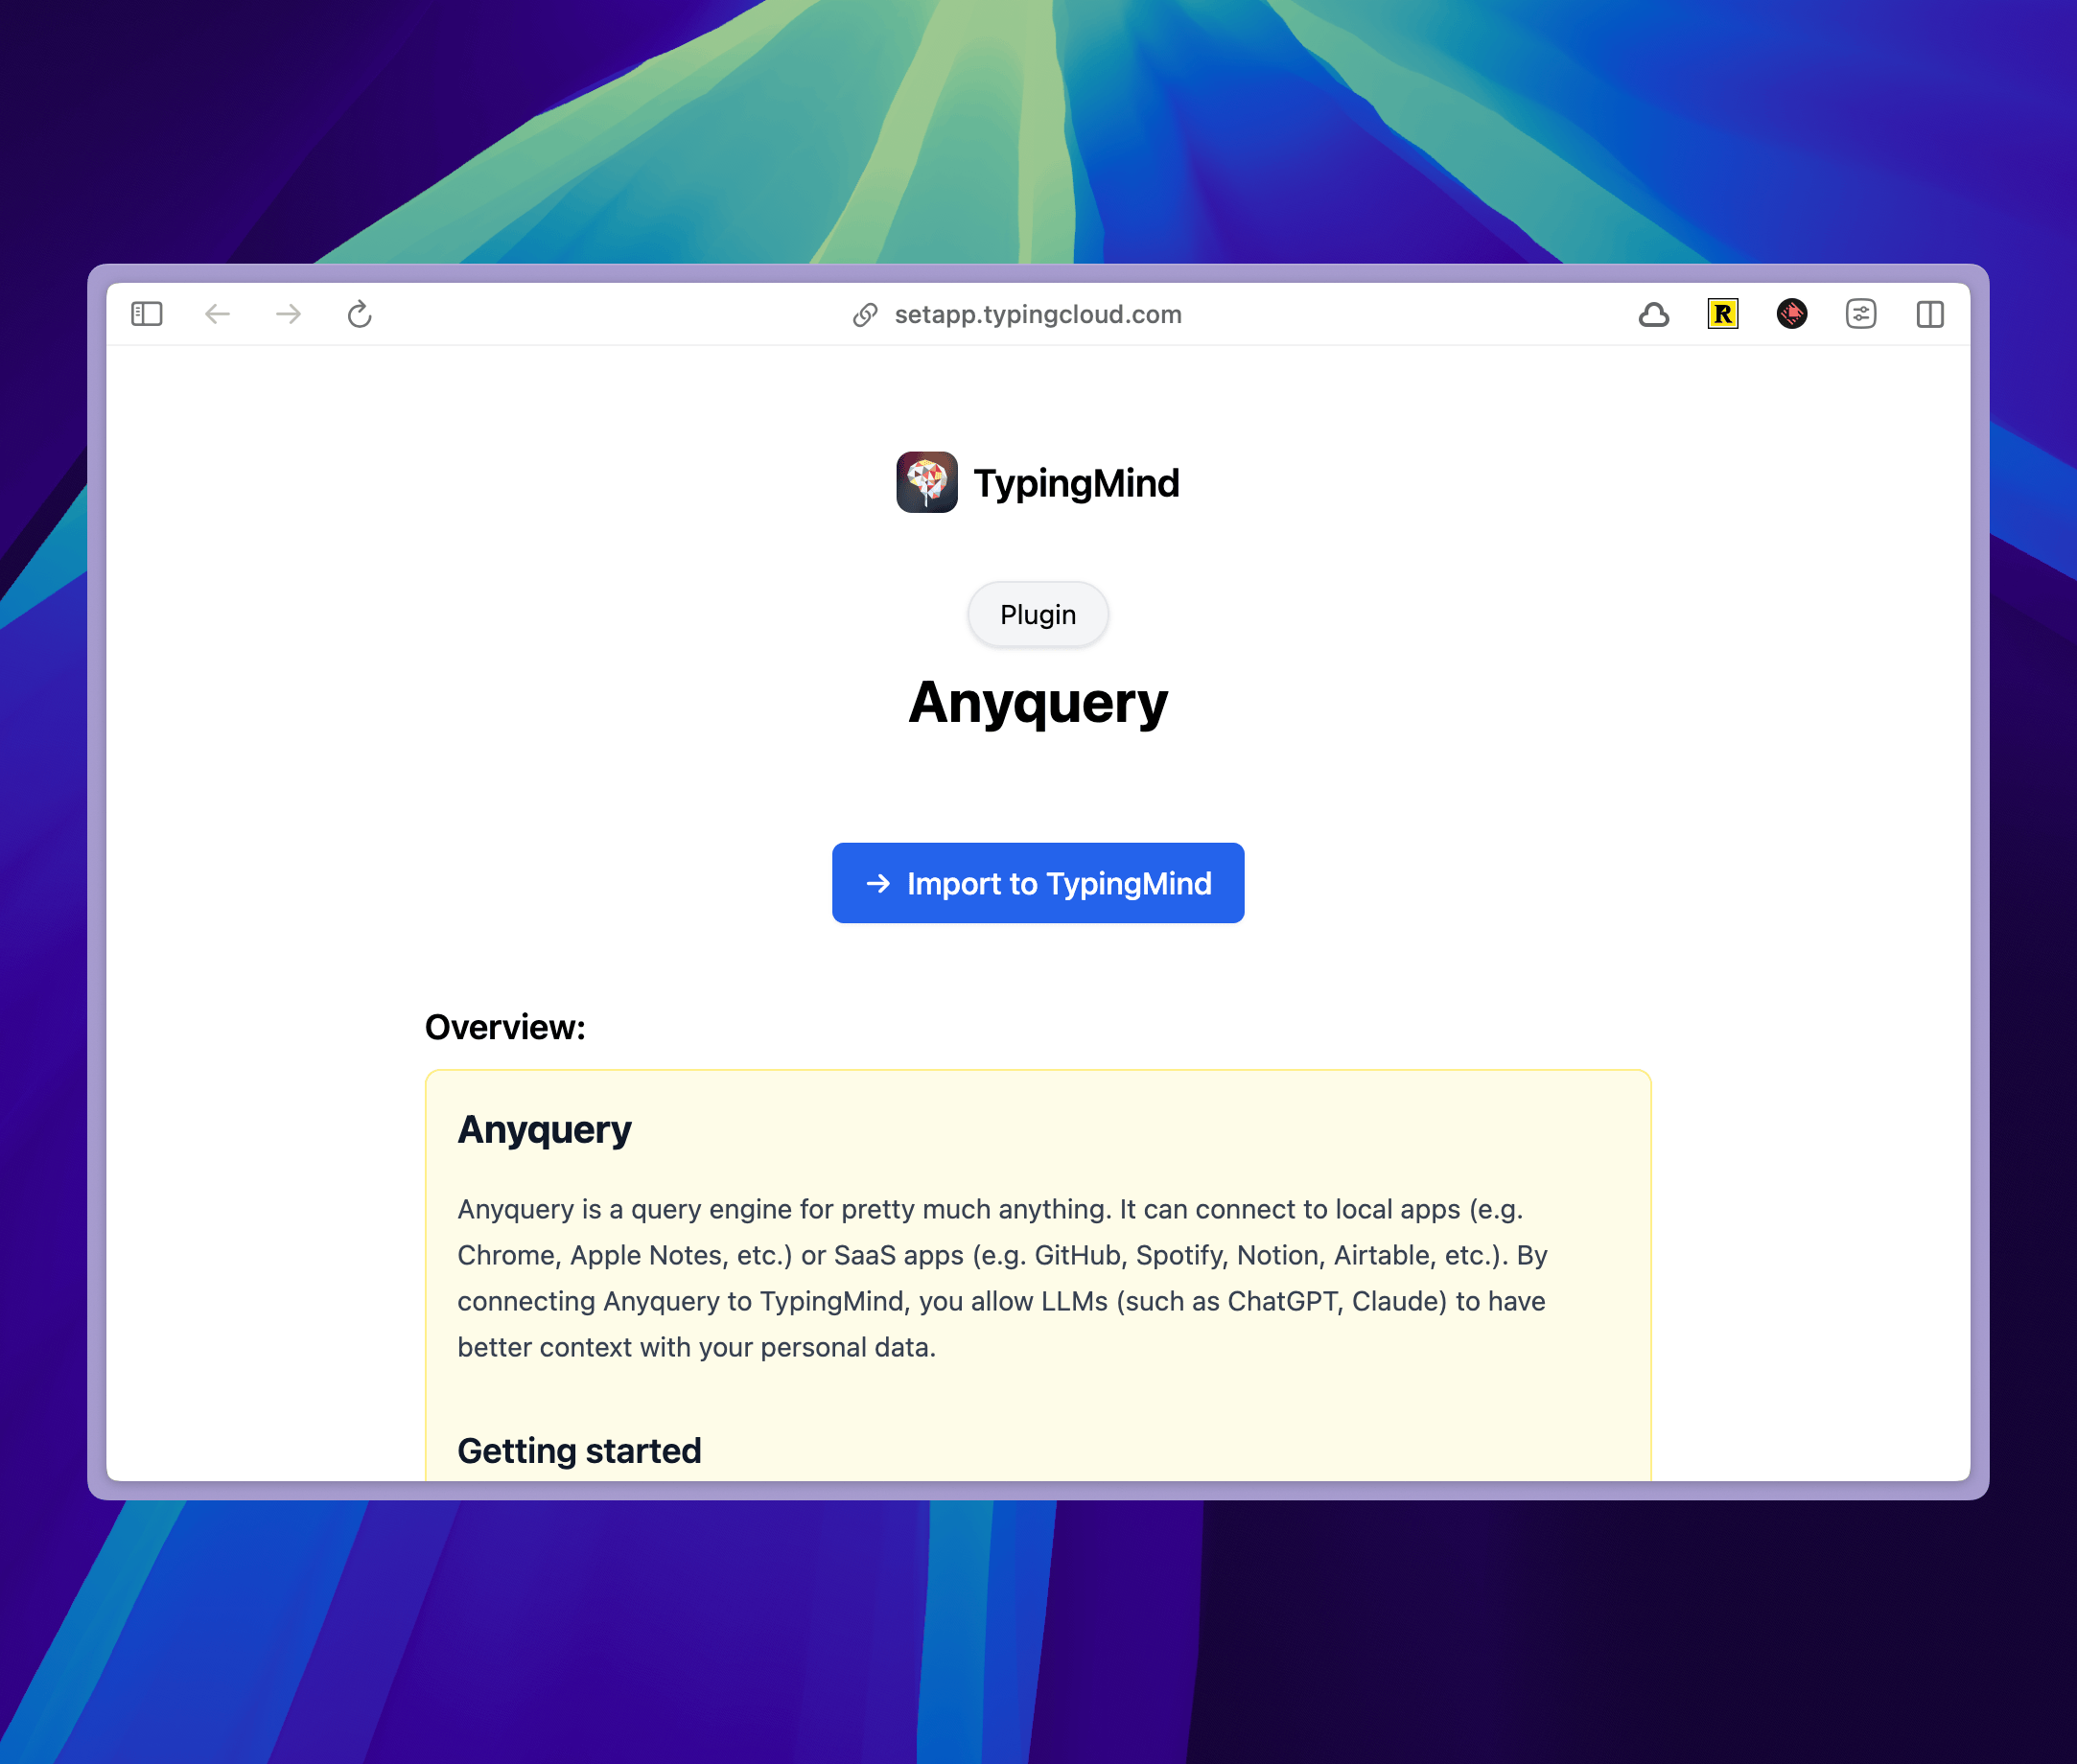 setapp.typingcloud.com
R
TypingMind
Plugin
Anyquery
Import to TypingMind
Overview:
Anyquery
Anyquery is a query engine for pretty much anything. It can connect to local apps (e.g.
Chrome, Apple Notes, etc.) or SaaS apps (e.g. GitHub, Spotify, Notion, Airtable, etc.). By
connecting Anyquery to TypingMind, you allow LLMs (such as ChatGPT, Claude) to have
better context with your personal data.
Getting started